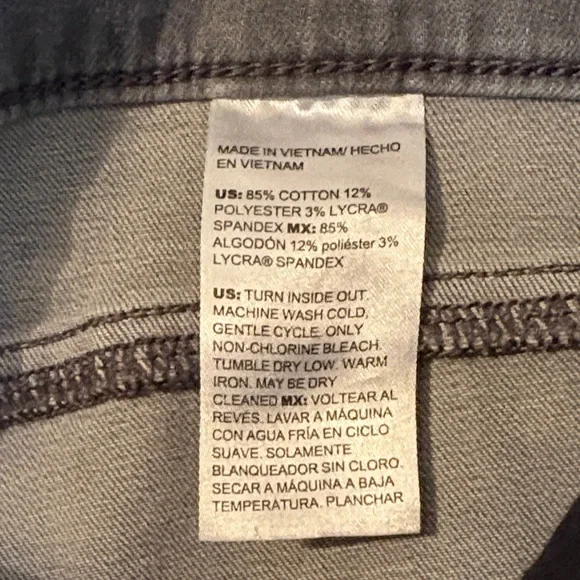 MADE IN VIETNAM/ HECHO
EN VIETNAM
US: 85% COTTON 12%
POLYESTER 3% LYCRA®
SPANDEX MX: 85%
ALGODÓN 12% poliéster 3%
LYCRA® SPANDEX
US: TURN INSIDE OUT.
MACHINE WASH COLD,
GENTLE CYCLE. ONLY
NON-CHLORINE BLEACH.
TUMBLE DRY LOW. WARM
IRON. MAY BE DRY
CLEANED MX: VOLTEAR AL
REVÉS. LAVAR A MÁQUINA
CON AGUA FRÍA EN CICLO
SUAVE. SOLAMENTE
BLANQUEADOR SIN CLORO.
SECAR A MÁQUINA A BAJA
TEMPERATURA. PLANCHAR